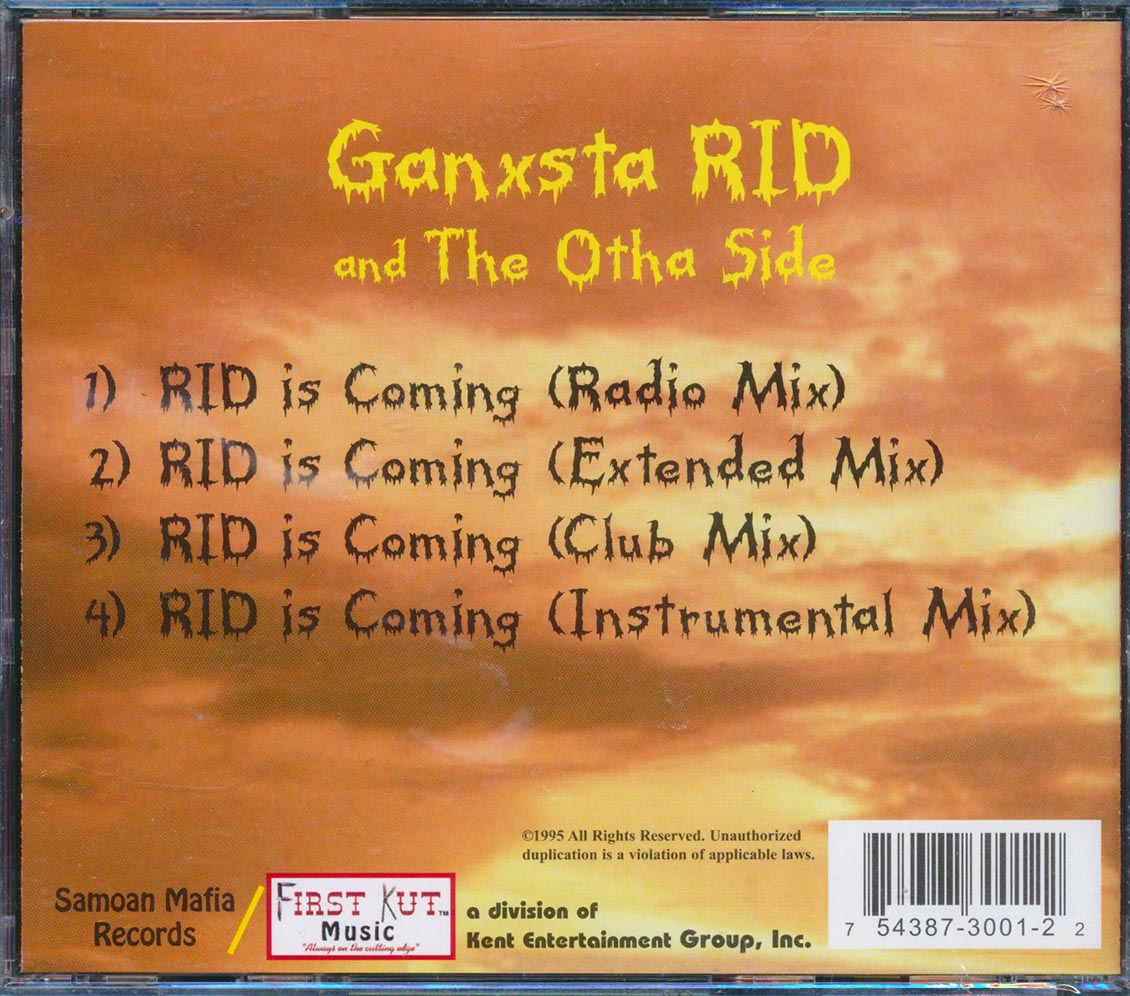 Ganxsta RID
and The Otha Side
1) RID is Coming (Radio Mix)
2) RID is Coming (Extended Mix)
3) RID is Coming (Club Mix)
4) RID is Coming (Instrumental Mix)
©1995 All Rights Reserved. Unauthorized
duplication is a violation of applicable laws.
Samoan Mafia
Records
FIRST KUT™
Music
"Always on the cutting edge"
a division of
Kent Entertainment Group, Inc.
7 54387-3001-2 2